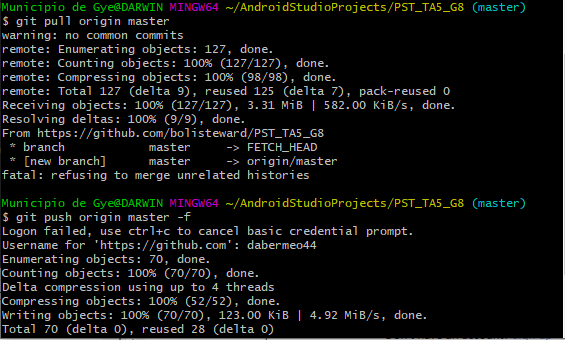 Municipio de Gye@DARWIN MINGW64 ~/AndroidStudioProjects/PST_TA5_G8 (master)
$ git pull origin master
warning: no common commits
remote: Enumerating objects: 127, done.
remote: Counting objects: 100% (127/127), done.
remote: Compressing objects: 100% (98/98), done.
remote: Total 127 (delta 9), reused 125 (delta 7), pack-reused 0
Receiving objects: 100% (127/127), 3.31 MiB | 582.00 KiB/s, done.
Resolving deltas: 100% (9/9), done.
From https://github.com/bolisteward/PST_TA5_G8
 * branch            master     -> FETCH_HEAD
 * [new branch]      master     -> origin/master
fatal: refusing to merge unrelated histories
Municipio de Gye@DARWIN MINGW64 ~/AndroidStudioProjects/PST_TA5_G8 (master)
$ git push origin master -f
Logon failed, use ctrl+c to cancel basic credential prompt.
Username for 'https://github.com': dabermeo44
Enumerating objects: 70, done.
Counting objects: 100% (70/70), done.
Delta compression using up to 4 threads
Compressing objects: 100% (52/52), done.
Writing objects: 100% (70/70), 123.00 KiB | 4.92 MiB/s, done.
Total 70 (delta 0), reused 28 (delta 0)